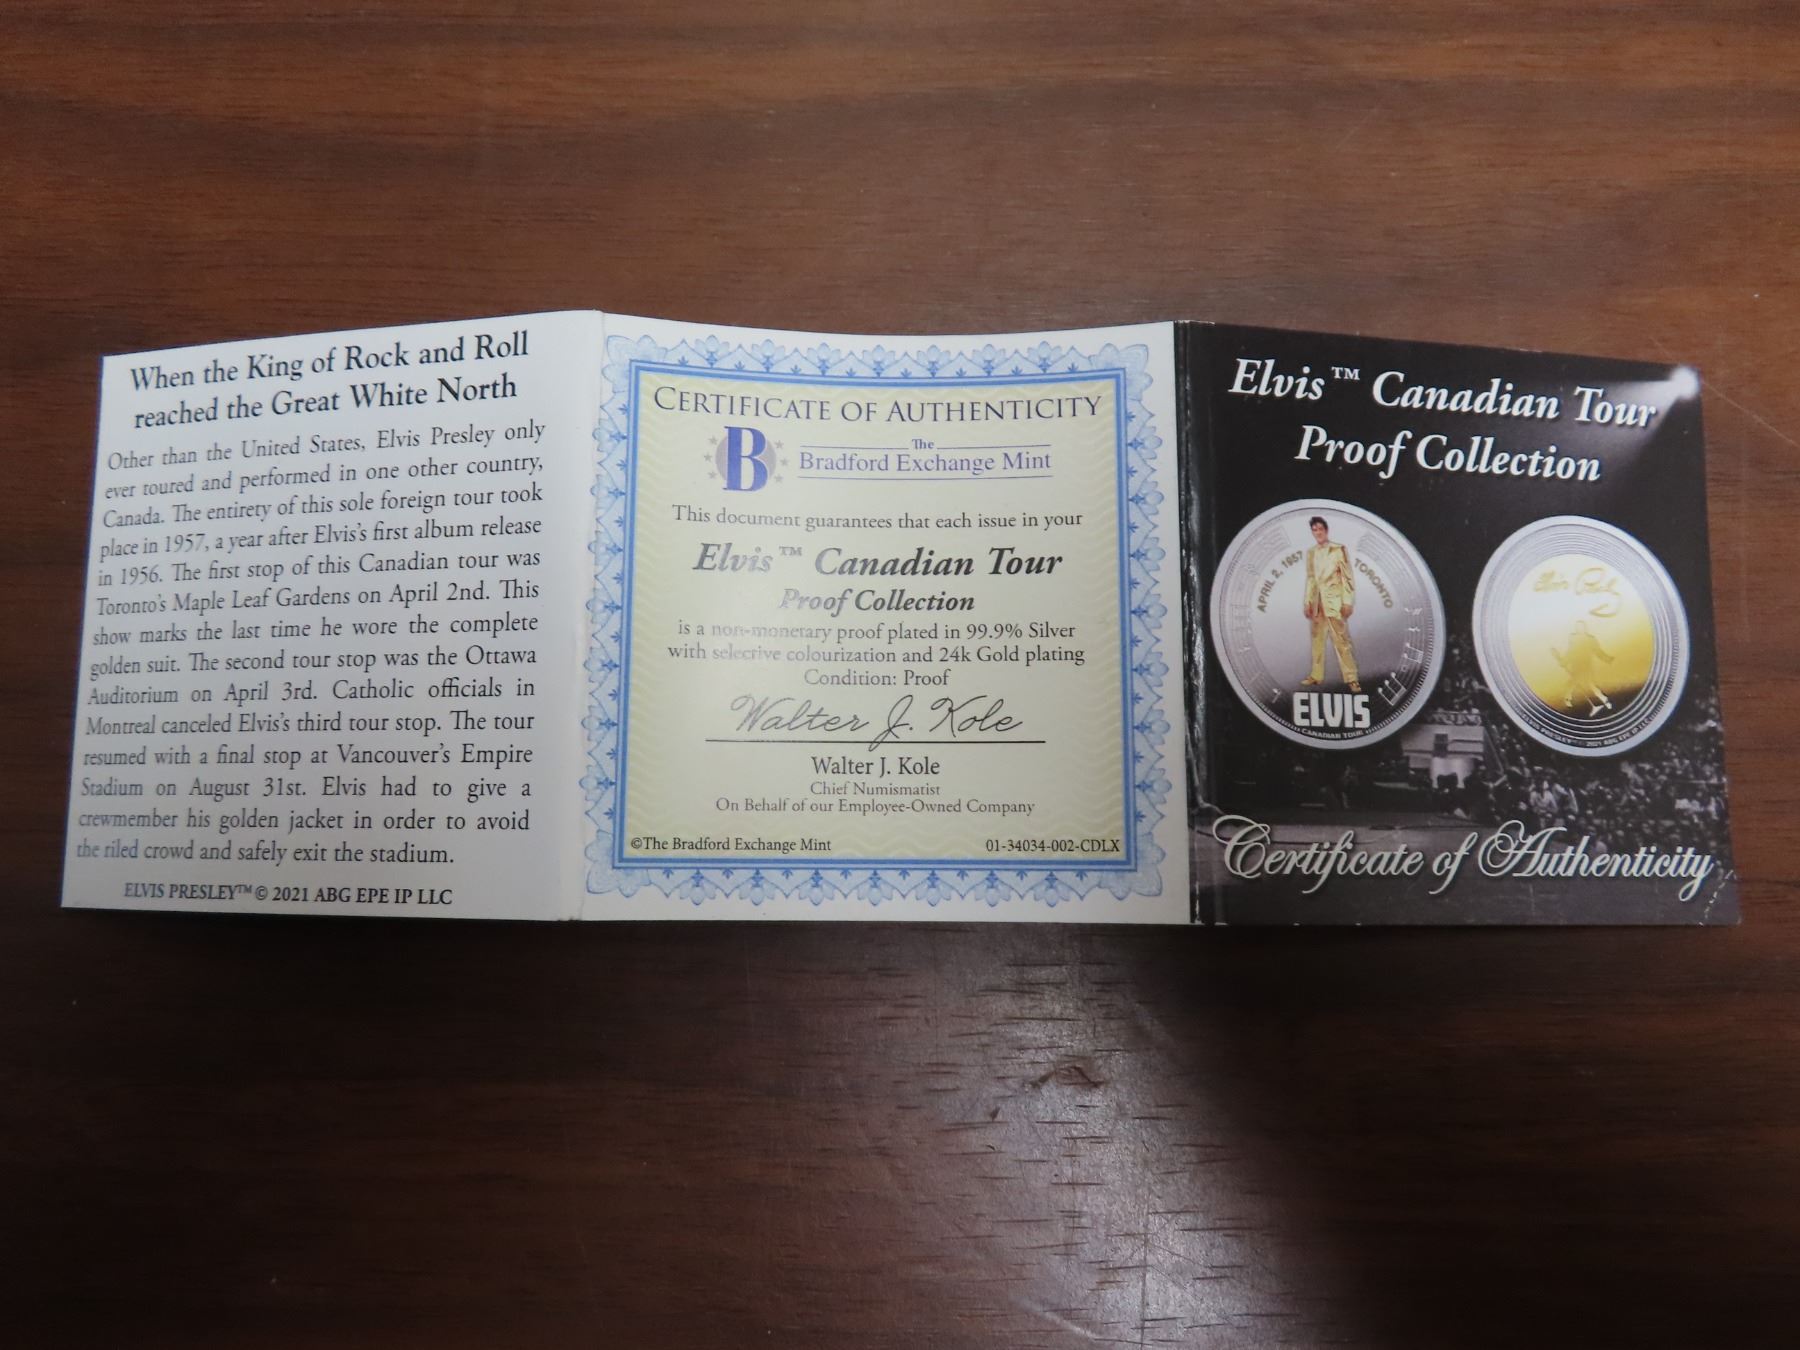 When the King of Rock and Roll
reached the Great White North
Other than the United States, Elvis Presley only
ever toured and performed in one other country,
Canada. The entirety of this sole foreign tour took
place in 1957, a year after Elvis's first album release
in 1956. The first stop of this Canadian tour was
Toronto's Maple Leaf Gardens on April 2nd. This
show marks the last time he wore the complete
golden suit. The second tour stop was the Ottawa
Auditorium on April 3rd. Catholic officials in
Montreal canceled Elvis's third tour stop. The tour
resumed with a final stop at Vancouver's Empire
Stadium on August 31st. Elvis had to give a
crewmember his golden jacket in order to avoid
the riled crowd and safely exit the stadium.
ELVIS PRESLEY™ © 2021 ABG EPE IP LLC
CERTIFICATE OF AUTHENTICITY
B
The
Bradford Exchange Mint
This document guarantees that each issue in your
Elvis™ Canadian Tour
Proof Collection
is a non-monetary proof plated in 99.9% Silver
with selective colourization and 24k Gold plating
Condition: Proof
Walter J. Kole
Walter J. Kole
Chief Numismatist
On Behalf of our Employee-Owned Company
©The Bradford Exchange Mint
01-34034-002-CDLX
Elvis™ Canadian Tour
Proof Collection
APRIL 2, 1957
TORONTO
ELVIS
CANADIAN TOUR
Elvis Presley
PRESLEY™ © 2021 ABG EPE IP LLC
Certificate of Authenticity